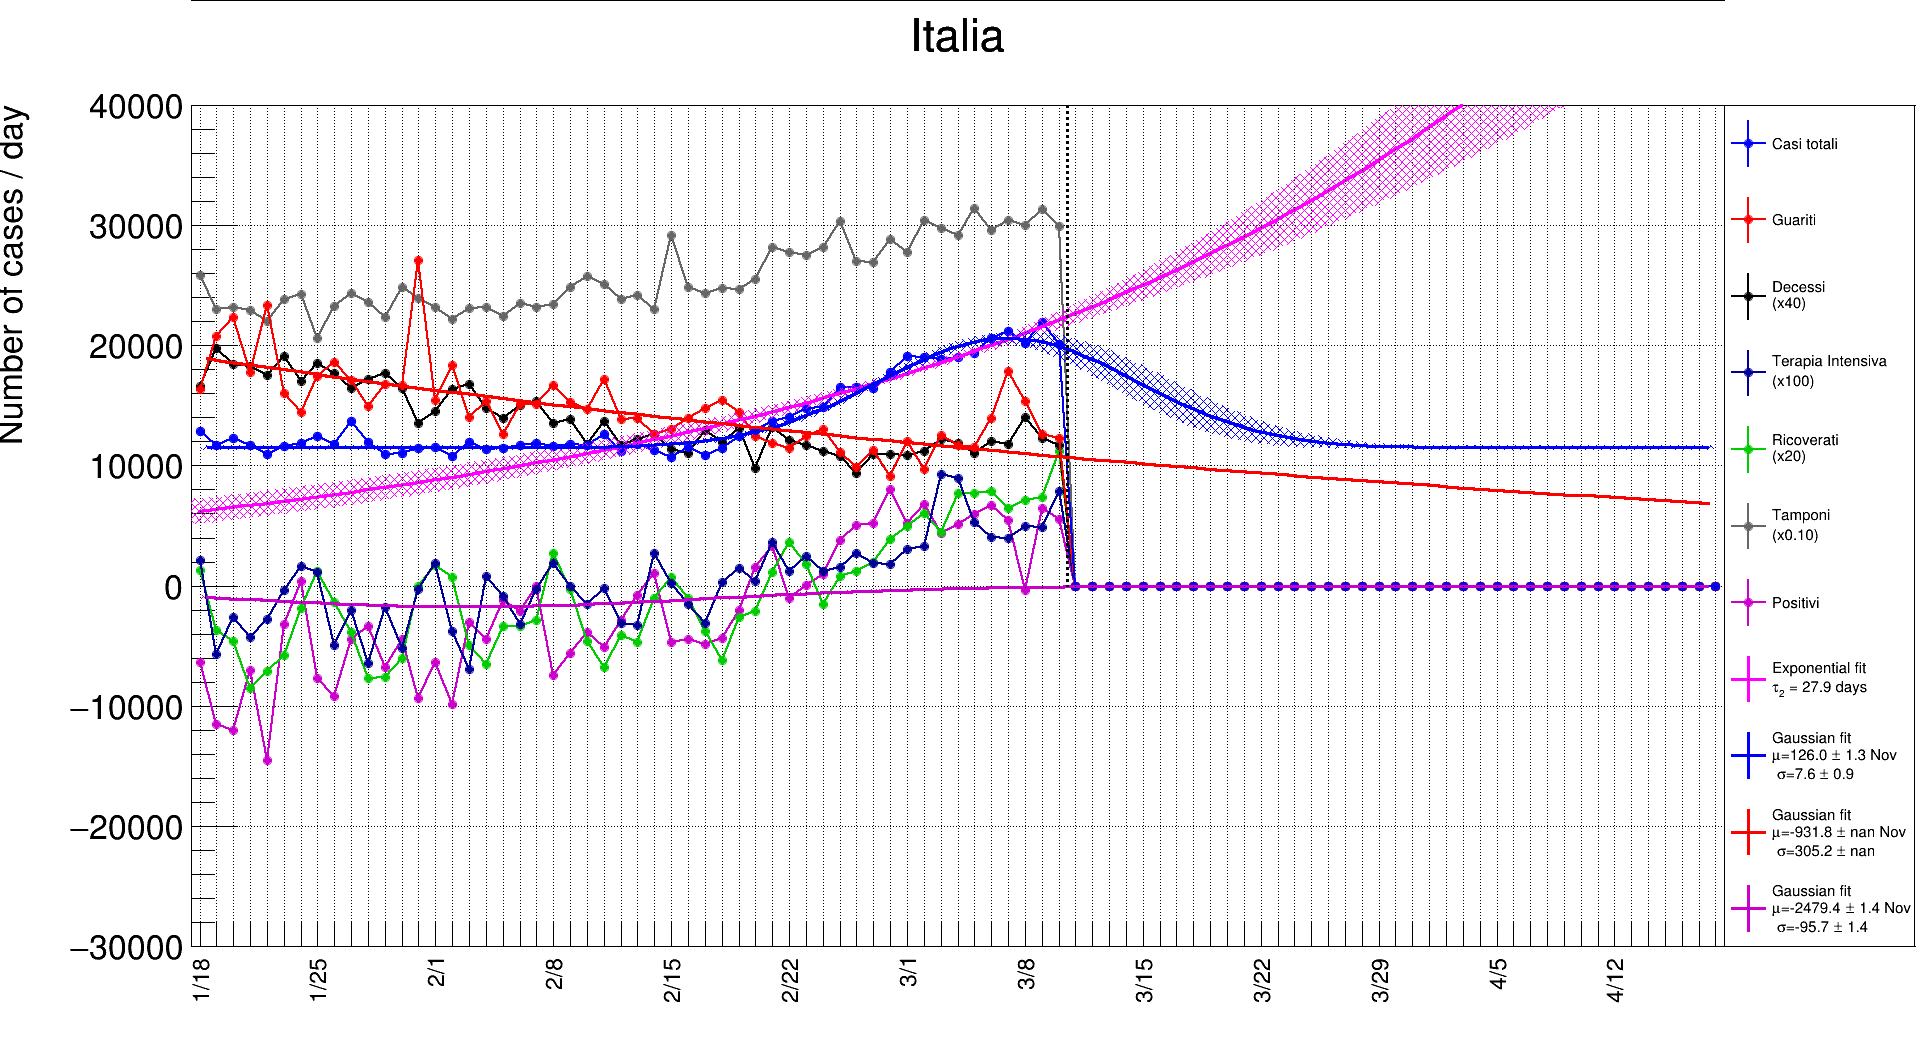 Italia
Number of cases / day
40000
30000
20000
10000
0
−10000
−20000
−30000
1/18
1/25
2/1
2/8
2/15
2/22
3/1
3/8
3/15
3/22
3/29
4/5
4/12
Casi totali
Guariti
Decessi
(x40)
Terapia Intensiva
(x100)
Ricoverati
(x20)
Tamponi
(x0.10)
Positivi
Exponential fit
τ2 = 27.9 days
Gaussian fit
μ=126.0 ± 1.3 Nov
σ=7.6 ± 0.9
Gaussian fit
μ=-931.8 ± nan Nov
σ=305.2 ± nan
Gaussian fit
μ=-2479.4 ± 1.4 Nov
σ=-95.7 ± 1.4